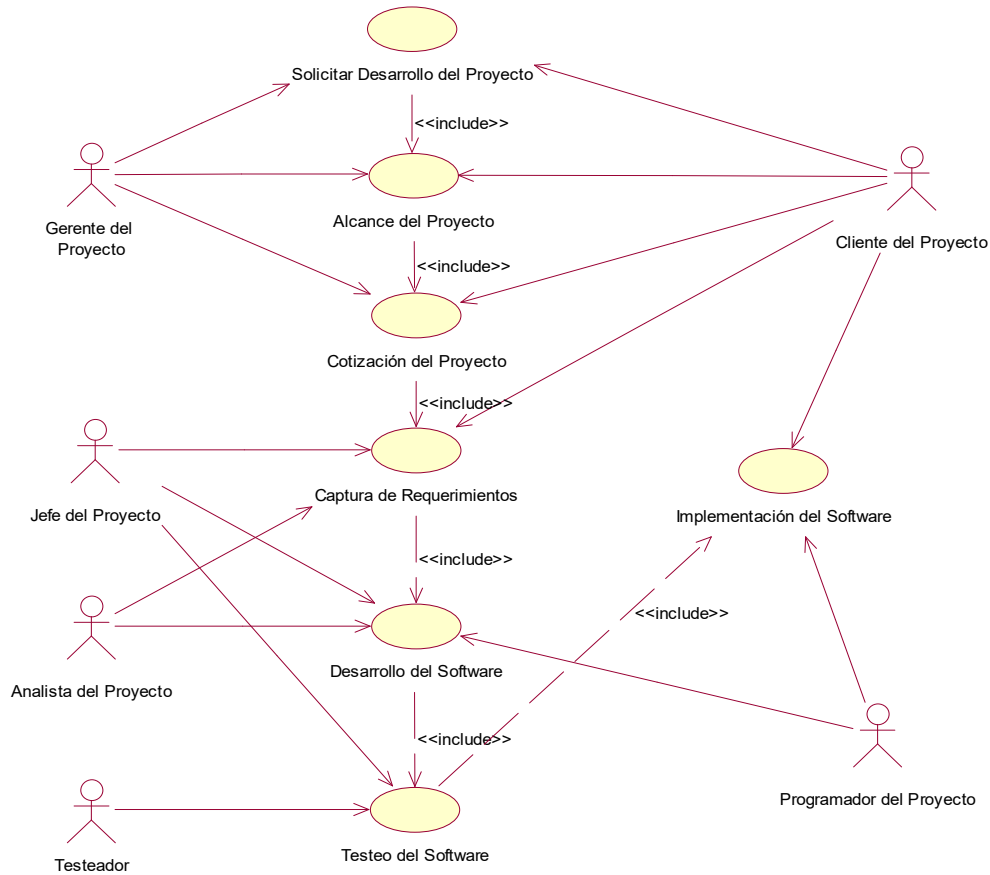 Solicitar Desarrollo del Proyecto
<<include>>
Alcance del Proyecto
Gerente del
Proyecto
Cliente del Proyecto
<<include>>
Cotización del Proyecto
<<include>>
Captura de Requerimientos
Jefe del Proyecto
Implementación del Software
<<include>>
<<include>>
Desarrollo del Software
Analista del Proyecto
<<include>>
Programador del Proyecto
Testeo del Software
Testeador